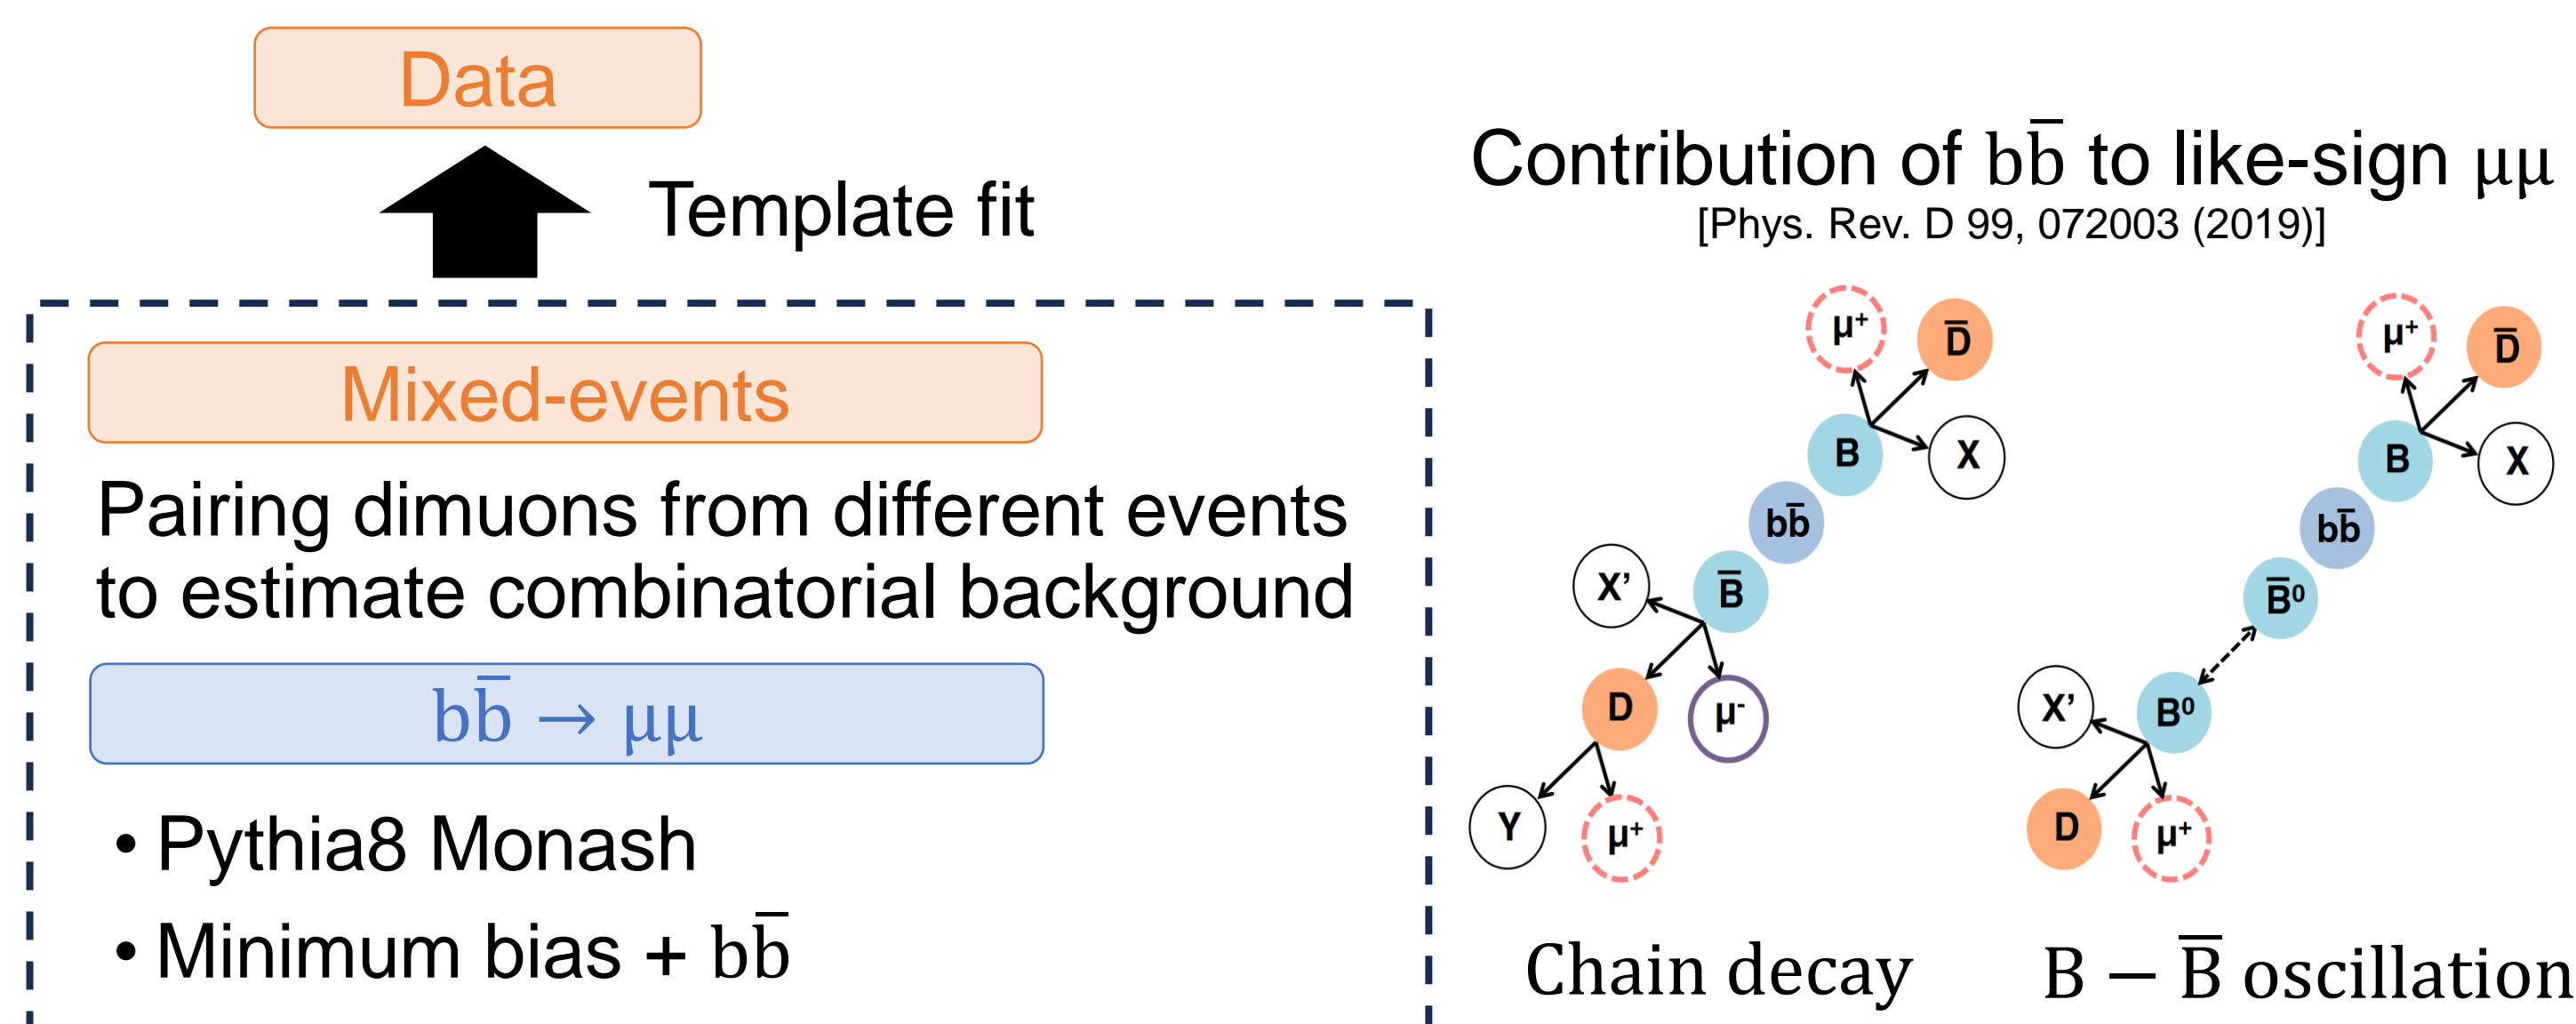 Data
Template fit
Mixed-events
Pairing dimuons from different events
to estimate combinatorial background
bb̅ → μμ
• Pythia8 Monash
• Minimum bias + bb̅
Contribution of bb̅ to like-sign μμ
[Phys. Rev. D 99, 072003 (2019)]
μ⁺
D̅
B
X
bb̅
B̅
X'
D
μ⁻
Y
μ⁺
Chain decay
μ⁺
D̅
B
X
bb̅
B̅⁰
B⁰
X'
D
μ⁺
B − B̅ oscillation